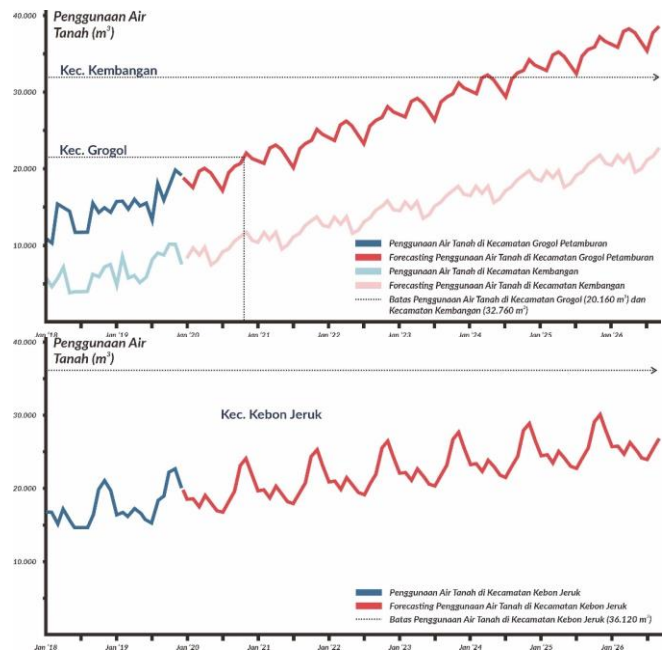 Penggunaan Air
Tanah (m³)
40.000
30.000
20.000
10.000
Kec. Kembangan
Kec. Grogol
Penggunaan Air Tanah di Kecamatan Grogol Petamburan
Forecasting Penggunaan Air Tanah di Kecamatan Grogol Petamburan
Penggunaan Air Tanah di Kecamatan Kembangan
Forecasting Penggunaan Air Tanah di Kecamatan Kembangan
Batas Penggunaan Air Tanah di Kecamatan Grogol (20.160 m³) dan
Kecamatan Kembangan (32.760 m³)
Jan '18 Jan '19 Jan '20 Jan '21 Jan '22 Jan '23 Jan '24 Jan '25 Jan '26
Penggunaan Air
Tanah (m³)
40.000
30.000
20.000
10.000
Kec. Kebon Jeruk
Penggunaan Air Tanah di Kecamatan Kebon Jeruk
Forecasting Penggunaan Air Tanah di Kecamatan Kebon Jeruk
Batas Penggunaan Air Tanah di Kecamatan Kebon Jeruk (36.120 m³)
Jan '18 Jan '19 Jan '20 Jan '21 Jan '22 Jan '23 Jan '24 Jan '25 Jan '26